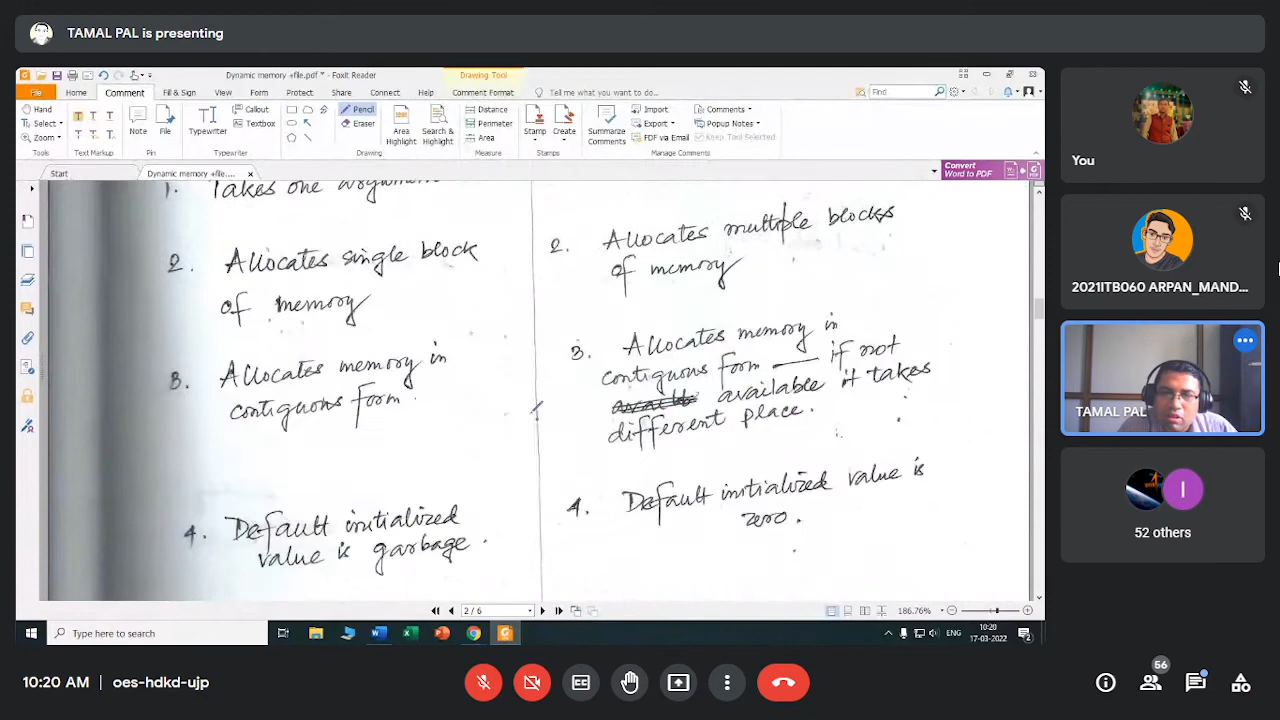 TAMAL PAL is presenting
Dynamic memory +file.pdf * - Foxit Reader
Drawing Tool
File
Home
Comment
Fill & Sign
View
Form
Protect
Share
Connect
Help
Comment Format
Tell me what you want to do...
Find
Hand
Select
Zoom
Tools
Text Markup
Note
File
Pin
Typewriter
Callout
Textbox
Typewriter
Pencil
Eraser
Drawing
Area Highlight
Search & Highlight
Distance
Perimeter
Area
Measure
Stamp
Create
Stamps
Summarize Comments
Import
Export
FDF via Email
Comments
Popup Notes
Keep Tool Selected
Manage Comments
Start
Dynamic memory +file....
Convert
Word to PDF
1. Takes one argument
2. Allocates single block
of memory
3. Allocates memory in
contiguous form.
4. Default initialized
value is garbage.
2. Allocates multiple blocks
of memory
3. Allocates memory in
contiguous form — if not
available it takes
different place.
4. Default initialized value is
zero.
2 / 6
186.76%
Type here to search
ENG
10:20
17-03-2022
2
You
2021ITB060 ARPAN_MAND...
TAMAL PAL
I
52 others
10:20 AM | oes-hdkd-ujp
56